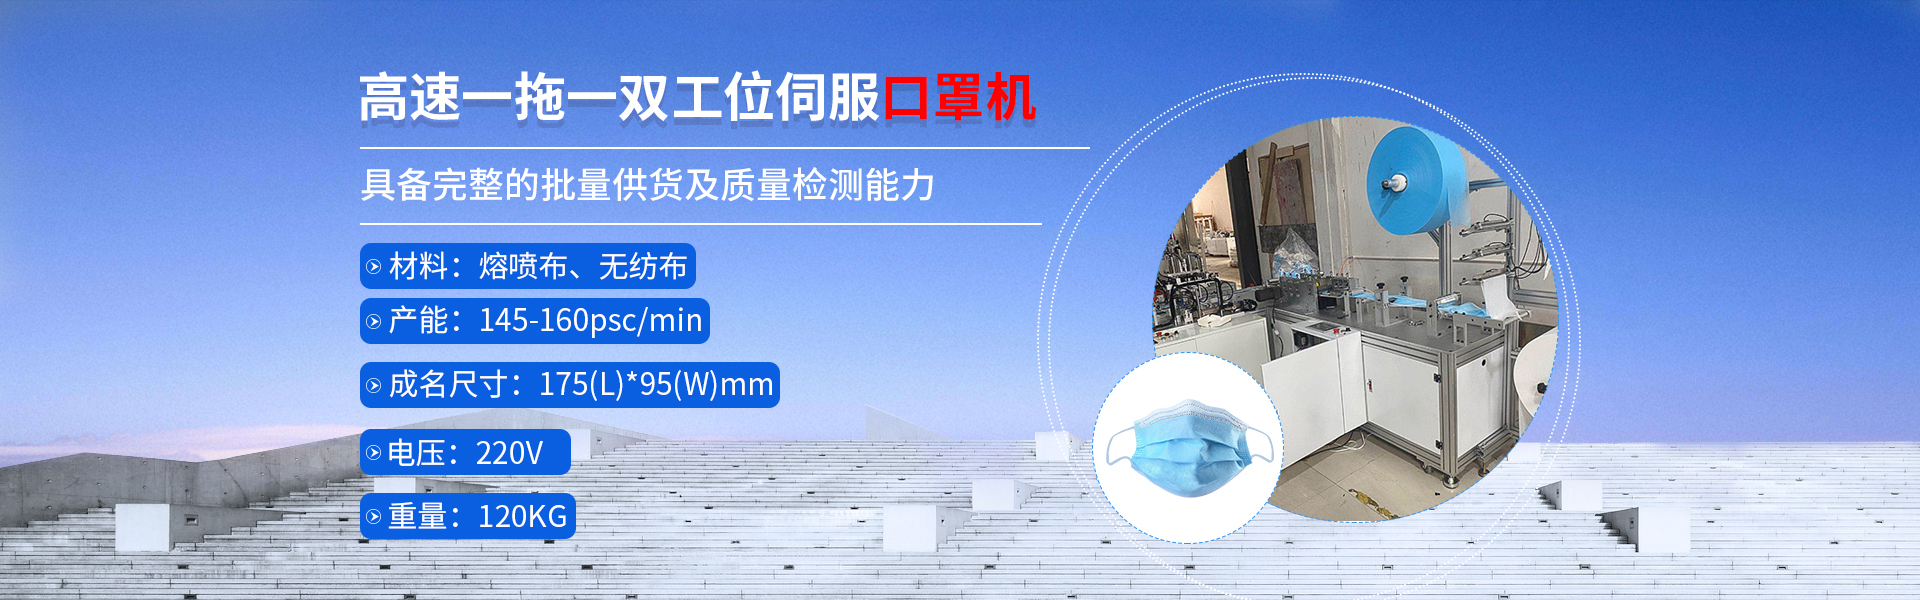 高速一拖一双工位伺服口罩机
具备完整的批量供货及质量检测能力
材料：熔喷布、无纺布
产能：145-160psc/min
成名尺寸：175(L)*95(W)mm
电压：220V
重量：120KG